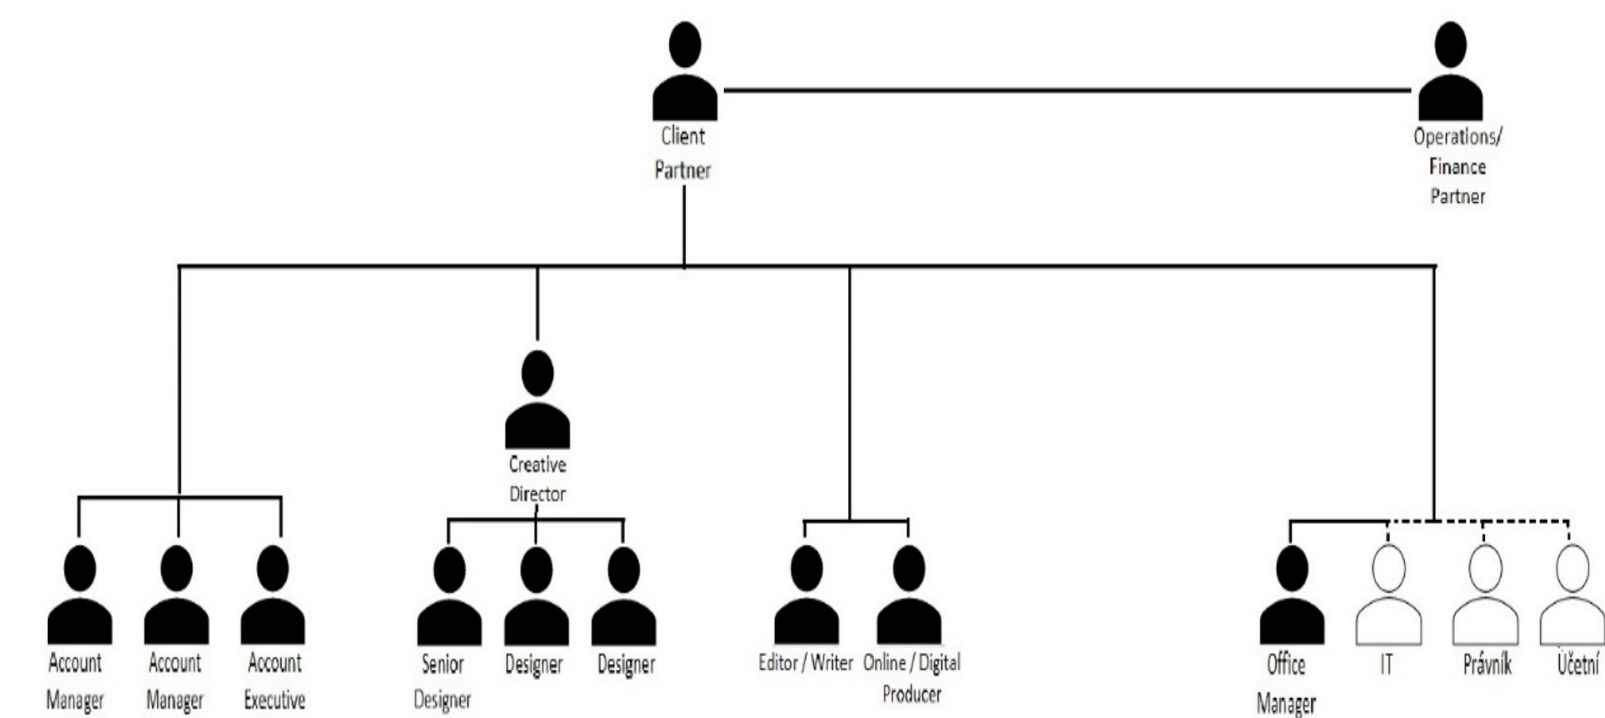 Client
Partner
Operations/
Finance
Partner
Creative
Director
Account
Manager
Account
Manager
Account
Executive
Senior
Designer
Designer
Designer
Editor / Writer
Online / Digital
Producer
Office
Manager
IT
Právník
Účetní